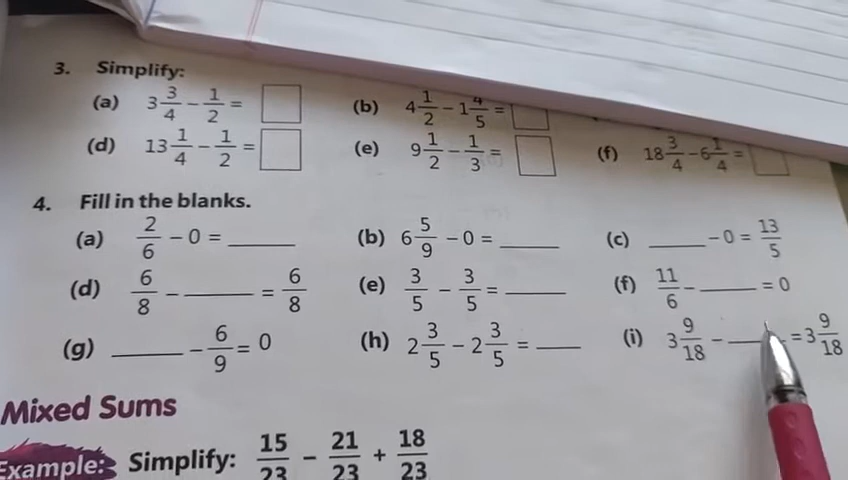 3. Simplify:
(a) 3 3/4 - 1/2 = (b) 4 1/2 - 1 4/5 =
(d) 13 1/4 - 1/2 = (e) 9 1/2 - 1/3 = (f) 18 3/4 - 6 1/4 =
4. Fill in the blanks.
(a) 2/6 - 0 = ______ (b) 6 5/9 - 0 = ______ (c) ______ - 0 = 13/5
(d) 6/8 - ______ = 6/8 (e) 3/5 - 3/5 = ______ (f) 11/6 - ______ = 0
(g) ______ - 6/9 = 0 (h) 2 3/5 - 2 3/5 = ______ (i) 3 9/18 - ______ = 3 9/18
Mixed Sums
Example: Simplify: 15/23 - 21/23 + 18/23